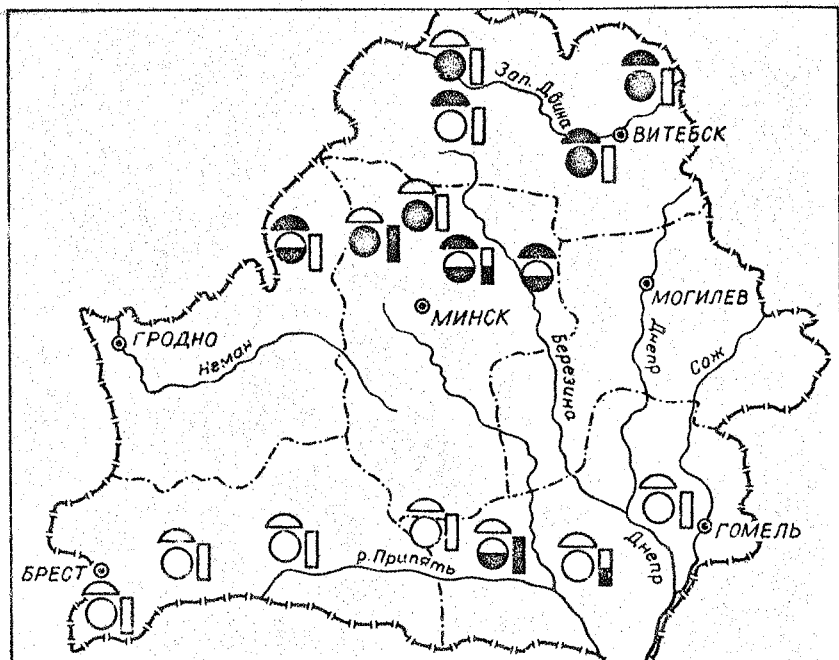 Зап. Двина
ВИТЕБСК
МИНСК
МОГИЛЕВ
ГРОДНО
Неман
Березина
Днепр
Сож
р. Припять
Днепр
ГОМЕЛЬ
БРЕСТ